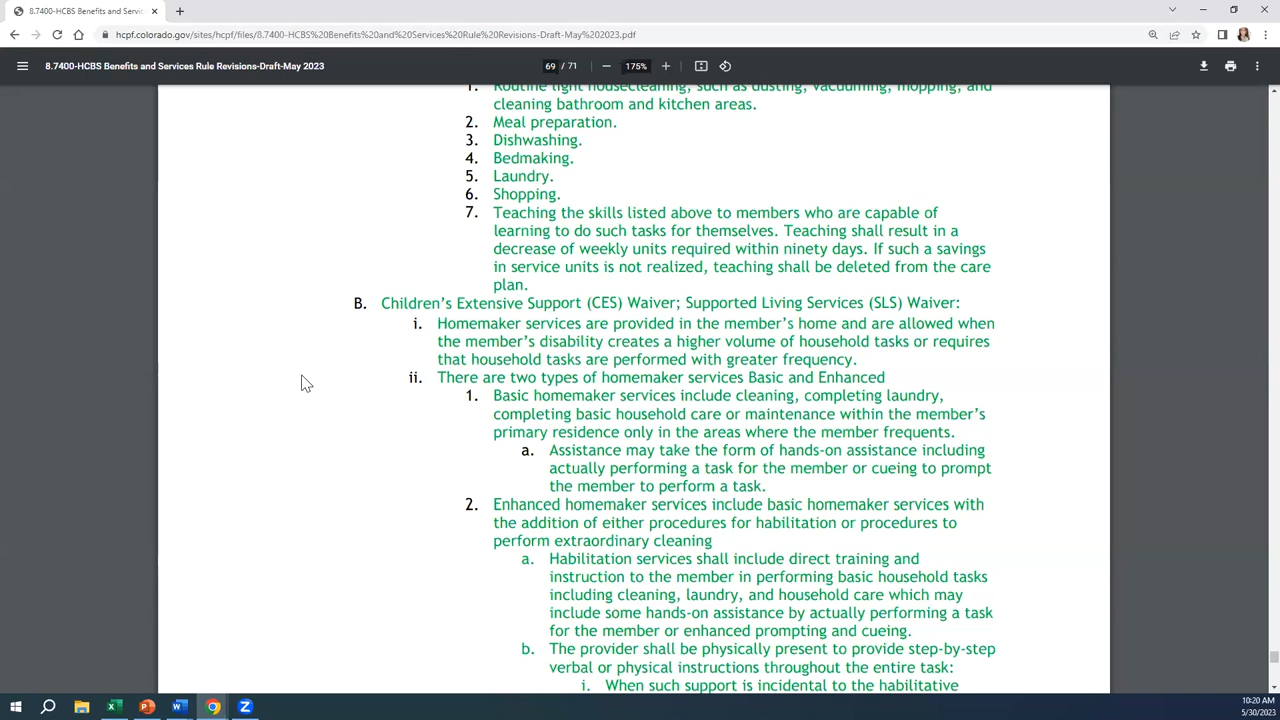 8.7400-HCBS Benefits and Servic
hcpf.colorado.gov/sites/hcpf/files/8.7400-HCBS%20Benefits%20and%20Services%20Rule%20Revisions-Draft-May%202023.pdf
8.7400-HCBS Benefits and Services Rule Revisions-Draft-May 2023
69 / 71
175%
1. Routine light housecleaning, such as dusting, vacuuming, mopping, and
cleaning bathroom and kitchen areas.
2. Meal preparation.
3. Dishwashing.
4. Bedmaking.
5. Laundry.
6. Shopping.
7. Teaching the skills listed above to members who are capable of
learning to do such tasks for themselves. Teaching shall result in a
decrease of weekly units required within ninety days. If such a savings
in service units is not realized, teaching shall be deleted from the care
plan.
B. Children's Extensive Support (CES) Waiver; Supported Living Services (SLS) Waiver:
i. Homemaker services are provided in the member's home and are allowed when
the member's disability creates a higher volume of household tasks or requires
that household tasks are performed with greater frequency.
ii. There are two types of homemaker services Basic and Enhanced
1. Basic homemaker services include cleaning, completing laundry,
completing basic household care or maintenance within the member's
primary residence only in the areas where the member frequents.
a. Assistance may take the form of hands-on assistance including
actually performing a task for the member or cueing to prompt
the member to perform a task.
2. Enhanced homemaker services include basic homemaker services with
the addition of either procedures for habilitation or procedures to
perform extraordinary cleaning
a. Habilitation services shall include direct training and
instruction to the member in performing basic household tasks
including cleaning, laundry, and household care which may
include some hands-on assistance by actually performing a task
for the member or enhanced prompting and cueing.
b. The provider shall be physically present to provide step-by-step
verbal or physical instructions throughout the entire task:
i. When such support is incidental to the habilitative
10:20 AM
5/30/2023